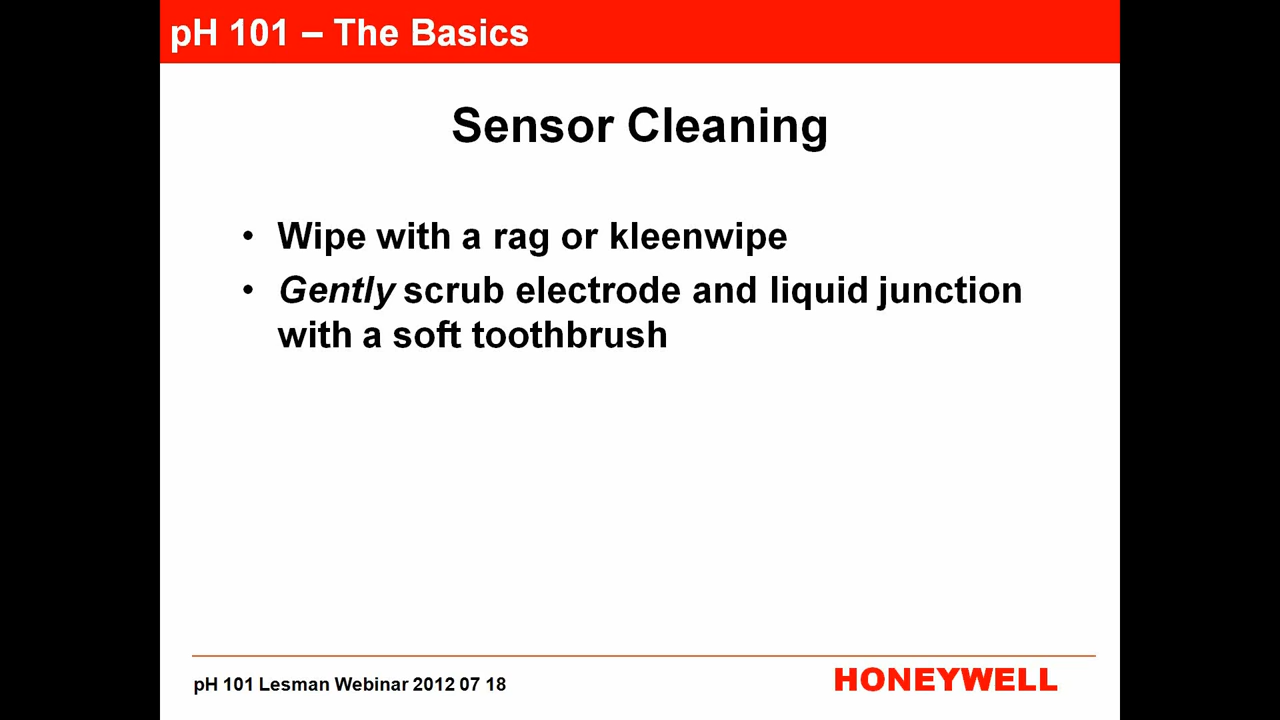 pH 101 – The Basics
Sensor Cleaning
• Wipe with a rag or kleenwipe
• Gently scrub electrode and liquid junction
with a soft toothbrush
pH 101 Lesman Webinar 2012 07 18
HONEYWELL